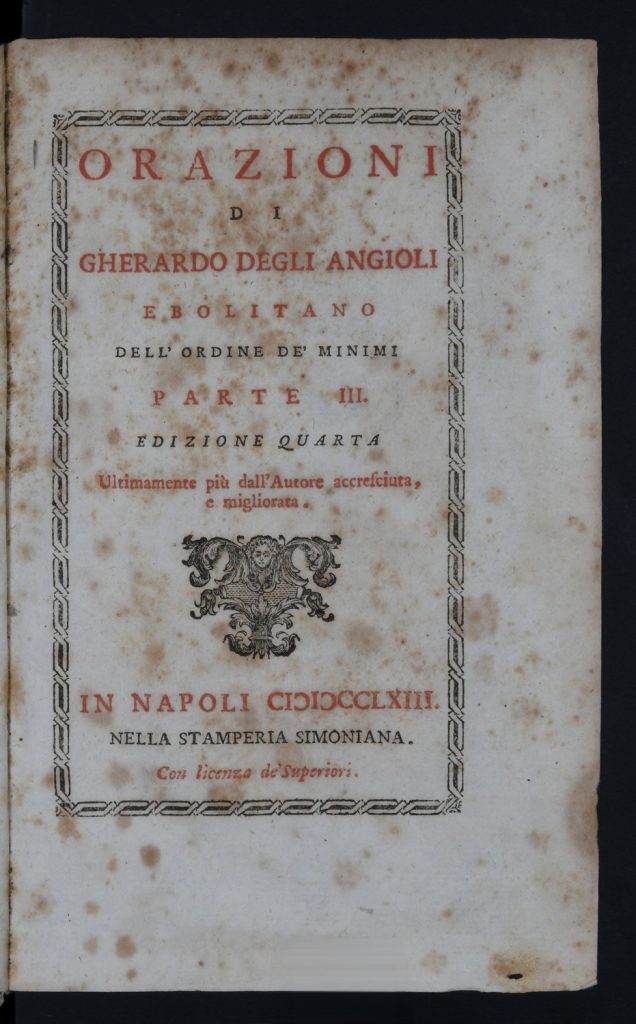 ORAZIONI
DI
GHERARDO DEGLI ANGIOLI
EBOLITANO
DELL' ORDINE DE' MINIMI
PARTE III.
EDIZIONE QUARTA
Ultimamente più dall'Autore accreſciuta,
e migliorata.
IN NAPOLI CIƆIƆCCLXIII.
NELLA STAMPERIA SIMONIANA.
Con licenza de' Superiori.